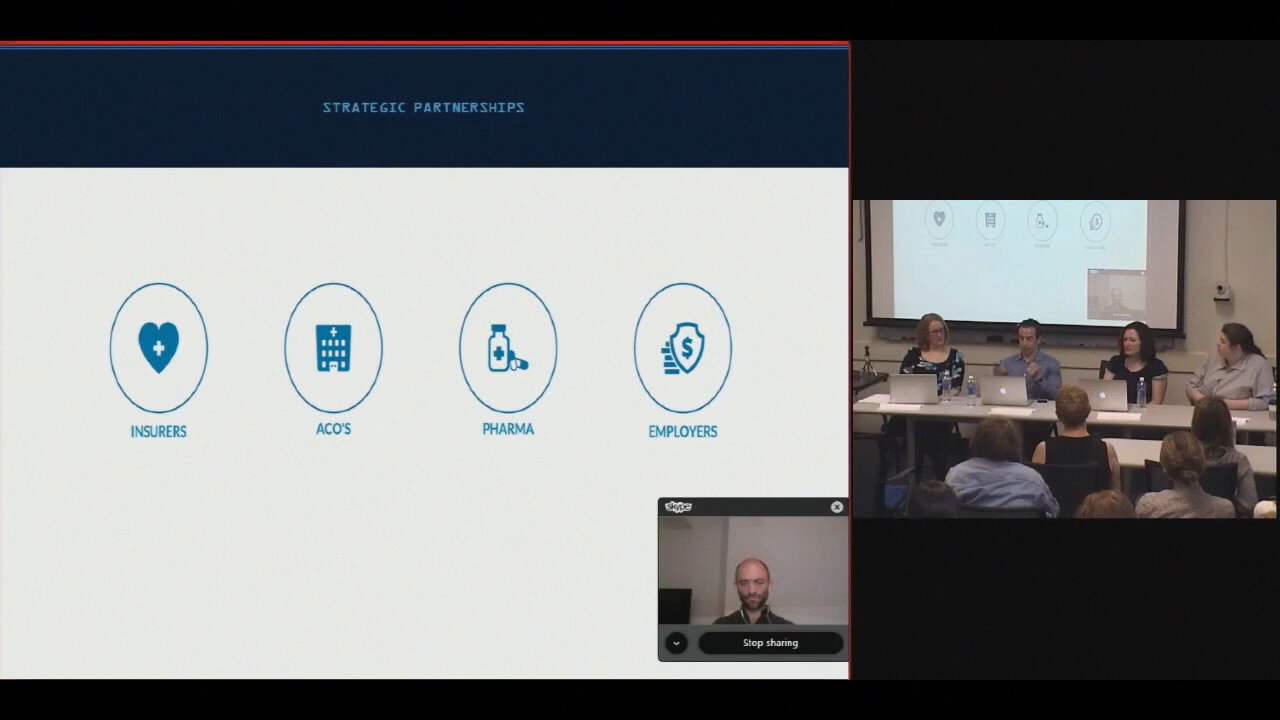 STRATEGIC PARTNERSHIPS
INSURERS
ACO'S
PHARMA
EMPLOYERS
skype
Stop sharing